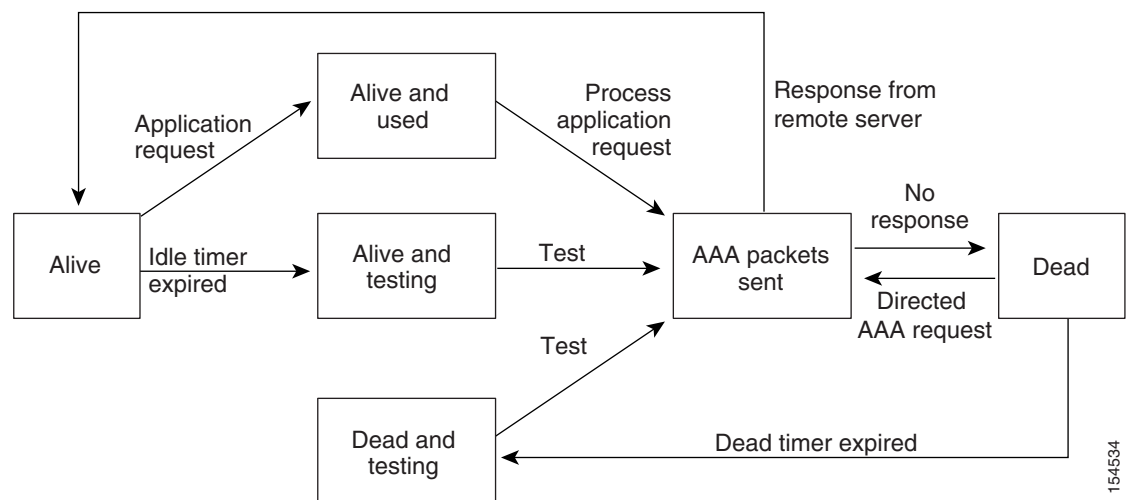 Alive and
used
Application
request
Process
application
request
Response from
remote server
Alive
Idle timer
expired
Alive and
testing
Test
AAA packets
sent
No
response
Directed
AAA request
Dead
Test
Dead and
testing
Dead timer expired
154534